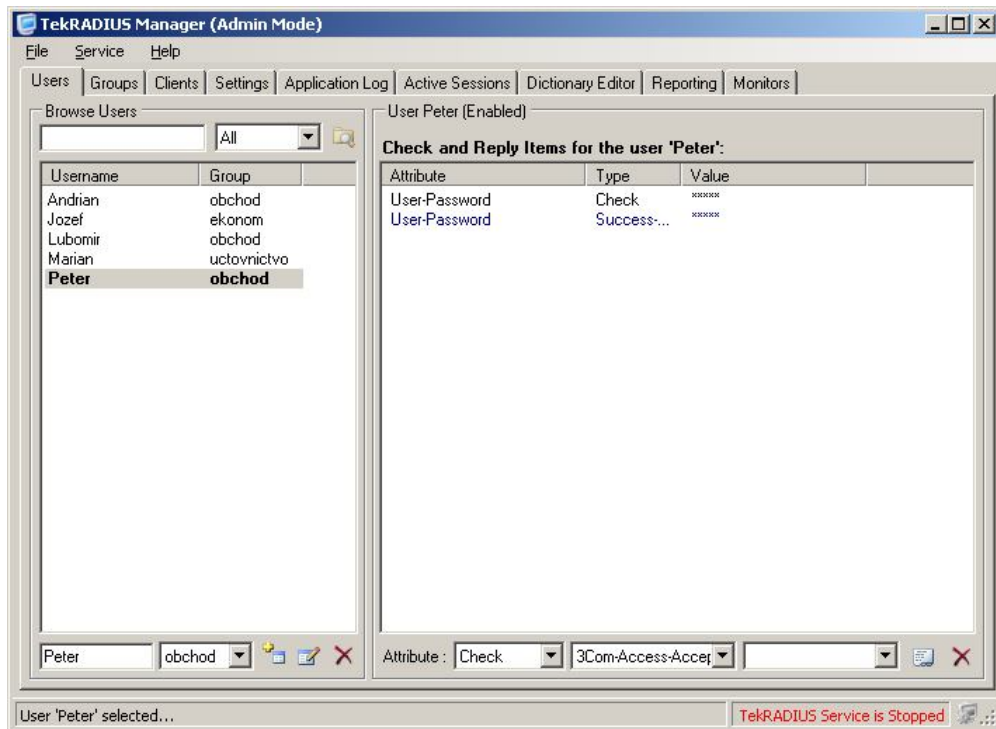 TekRADIUS Manager (Admin Mode)
File Service Help
Users Groups Clients Settings Application Log Active Sessions Dictionary Editor Reporting Monitors
Browse Users
All
Username Group
Andrian obchod
Jozef ekonom
Lubomir obchod
Marian uctovnictvo
Peter obchod
Peter obchod
User Peter (Enabled)
Check and Reply Items for the user 'Peter':
Attribute Type Value
User-Password Check *****
User-Password Success-... *****
Attribute : Check 3Com-Access-Accep
User 'Peter' selected...
TekRADIUS Service is Stopped